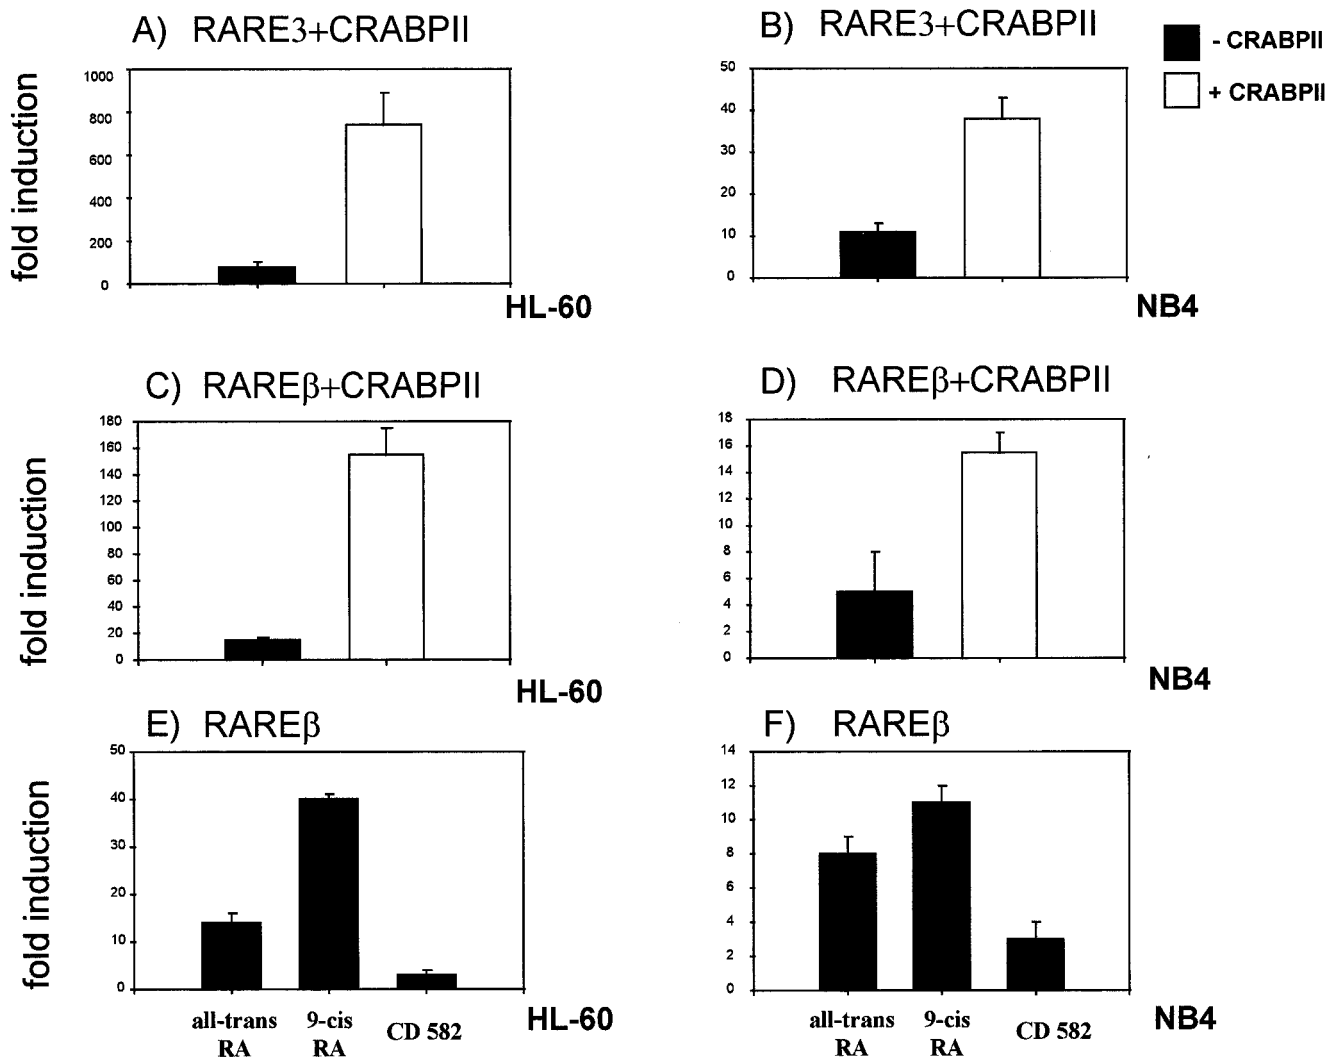 A) RARE3+CRABPII
fold induction
1000
800
600
400
200
0
HL-60
B) RARE3+CRABPII
50
40
30
20
10
0
NB4
- CRABPII
+ CRABPII
C) RAREβ+CRABPII
fold induction
180
160
140
120
100
80
60
40
20
0
HL-60
D) RAREβ+CRABPII
18
16
14
12
10
8
6
4
2
0
NB4
E) RAREβ
fold induction
50
40
30
20
10
0
all-trans
RA
9-cis
RA
CD 582
HL-60
F) RAREβ
14
12
10
8
6
4
2
0
all-trans
RA
9-cis
RA
CD 582
NB4